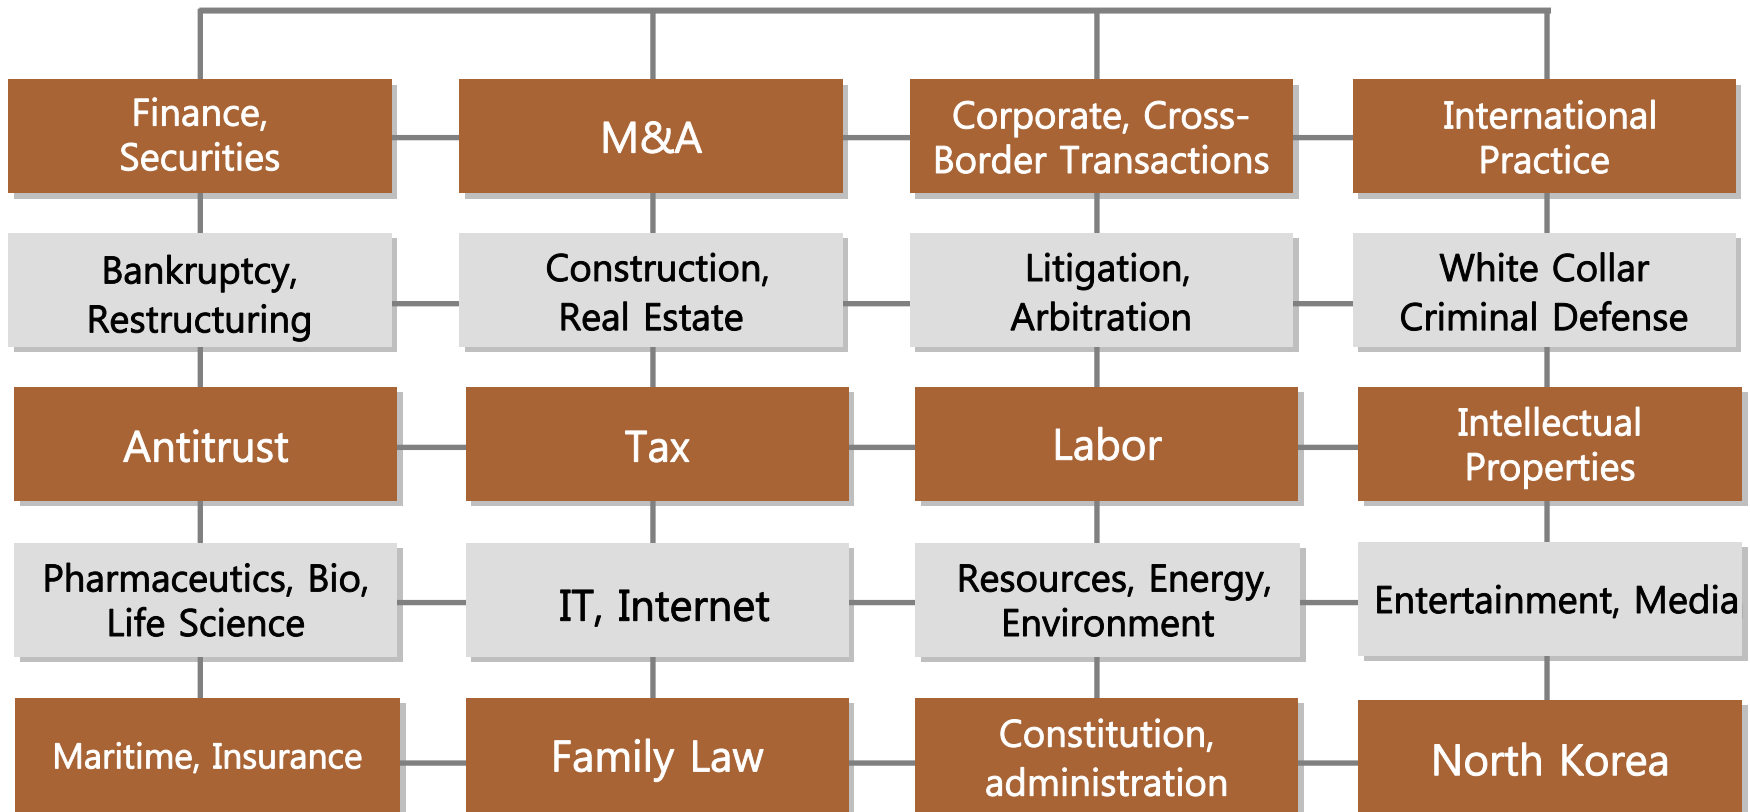 Finance,
Securities
M&A
Corporate, Cross-
Border Transactions
International
Practice
Bankruptcy,
Restructuring
Construction,
Real Estate
Litigation,
Arbitration
White Collar
Criminal Defense
Antitrust
Tax
Labor
Intellectual
Properties
Pharmaceutics, Bio,
Life Science
IT, Internet
Resources, Energy,
Environment
Entertainment, Media
Maritime, Insurance
Family Law
Constitution,
administration
North Korea